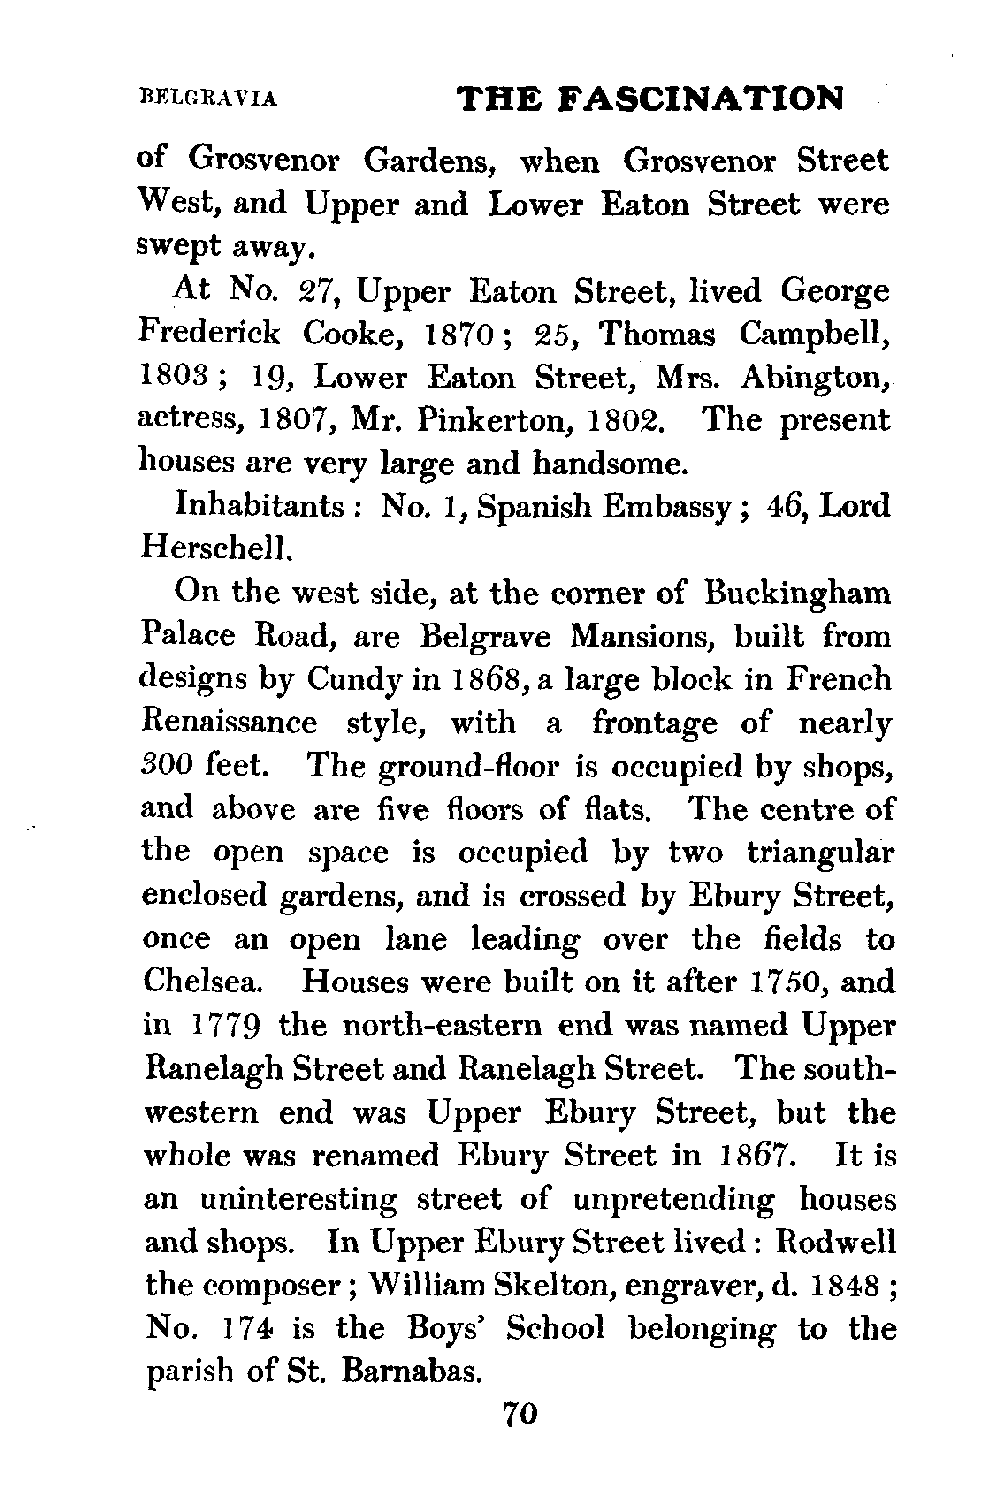 BELGRAVIA THE FASCINATION
of Grosvenor Gardens, when Grosvenor Street
West, and Upper and Lower Eaton Street were
swept away.
At No. 27, Upper Eaton Street, lived George
Frederick Cooke, 1870; 25, Thomas Campbell,
1803; 19, Lower Eaton Street, Mrs. Abington,
actress, 1807, Mr. Pinkerton, 1802. The present
houses are very large and handsome.
Inhabitants: No. 1, Spanish Embassy; 46, Lord
Herschell.
On the west side, at the corner of Buckingham
Palace Road, are Belgrave Mansions, built from
designs by Cundy in 1868, a large block in French
Renaissance style, with a frontage of nearly
300 feet. The ground-floor is occupied by shops,
and above are five floors of flats. The centre of
the open space is occupied by two triangular
enclosed gardens, and is crossed by Ebury Street,
once an open lane leading over the fields to
Chelsea. Houses were built on it after 1750, and
in 1779 the north-eastern end was named Upper
Ranelagh Street and Ranelagh Street. The south-
western end was Upper Ebury Street, but the
whole was renamed Ebury Street in 1867. It is
an uninteresting street of unpretending houses
and shops. In Upper Ebury Street lived: Rodwell
the composer; William Skelton, engraver, d. 1848;
No. 174 is the Boys' School belonging to the
parish of St. Barnabas.
70